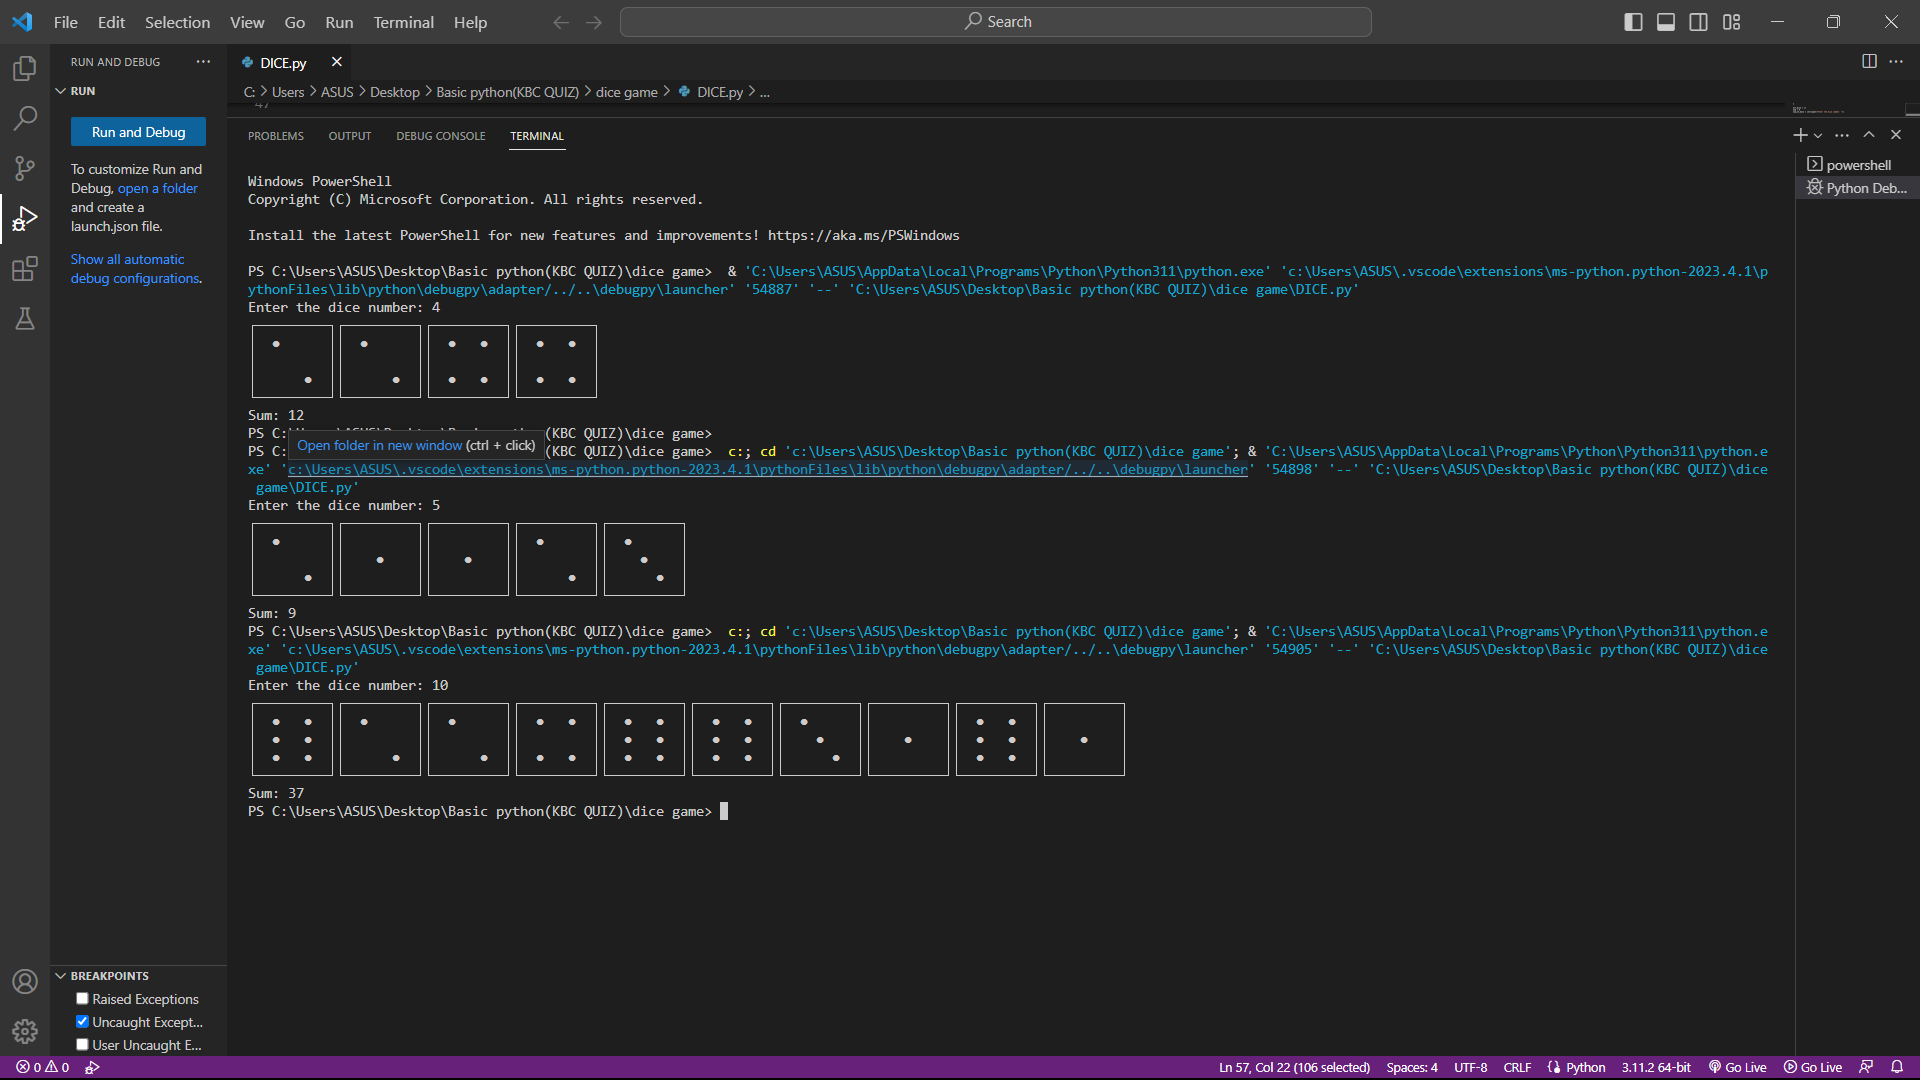 File Edit Selection View Go Run Terminal Help
Search
RUN AND DEBUG
RUN
Run and Debug
To customize Run and
Debug, open a folder
and create a
launch.json file.
Show all automatic
debug configurations.
DICE.py
C: > Users > ASUS > Desktop > Basic python(KBC QUIZ) > dice game > DICE.py > ...
47
PROBLEMS OUTPUT DEBUG CONSOLE TERMINAL
Windows PowerShell
Copyright (C) Microsoft Corporation. All rights reserved.
Install the latest PowerShell for new features and improvements! https://aka.ms/PSWindows
PS C:\Users\ASUS\Desktop\Basic python(KBC QUIZ)\dice game>  & 'C:\Users\ASUS\AppData\Local\Programs\Python\Python311\python.exe' 'c:\Users\ASUS\.vscode\extensions\ms-python.python-2023.4.1\p
ythonFiles\lib\python\debugpy\adapter/../..\debugpy\launcher' '54887' '--' 'C:\Users\ASUS\Desktop\Basic python(KBC QUIZ)\dice game\DICE.py'
Enter the dice number: 4
Sum: 12
PS C: (KBC QUIZ)\dice game>
Open folder in new window (ctrl + click)
PS C: (KBC QUIZ)\dice game>  c:; cd 'c:\Users\ASUS\Desktop\Basic python(KBC QUIZ)\dice game'; & 'C:\Users\ASUS\AppData\Local\Programs\Python\Python311\python.e
xe' 'c:\Users\ASUS\.vscode\extensions\ms-python.python-2023.4.1\pythonFiles\lib\python\debugpy\adapter/../..\debugpy\launcher' '54898' '--' 'C:\Users\ASUS\Desktop\Basic python(KBC QUIZ)\dice
game\DICE.py'
Enter the dice number: 5
Sum: 9
PS C:\Users\ASUS\Desktop\Basic python(KBC QUIZ)\dice game>  c:; cd 'c:\Users\ASUS\Desktop\Basic python(KBC QUIZ)\dice game'; & 'C:\Users\ASUS\AppData\Local\Programs\Python\Python311\python.e
xe' 'c:\Users\ASUS\.vscode\extensions\ms-python.python-2023.4.1\pythonFiles\lib\python\debugpy\adapter/../..\debugpy\launcher' '54905' '--' 'C:\Users\ASUS\Desktop\Basic python(KBC QUIZ)\dice
game\DICE.py'
Enter the dice number: 10
Sum: 37
PS C:\Users\ASUS\Desktop\Basic python(KBC QUIZ)\dice game>
powershell
Python Deb...
BREAKPOINTS
Raised Exceptions
Uncaught Except...
User Uncaught E...
0 0
Ln 57, Col 22 (106 selected) Spaces: 4 UTF-8 CRLF Python 3.11.2 64-bit Go Live Go Live